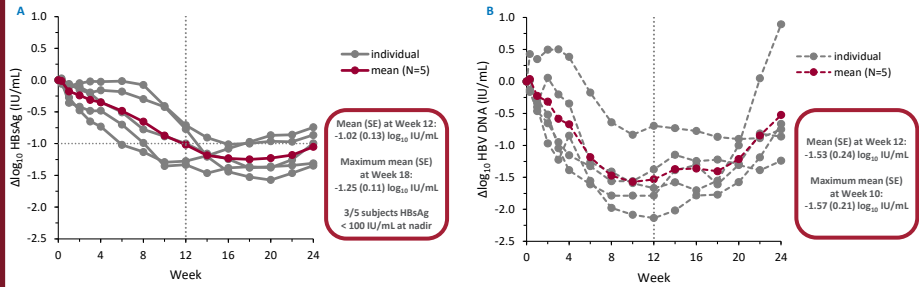 A
1.0
0.5
0.0
-0.5
-1.0
-1.5
-2.0
-2.5
Δlog10 HBsAg (IU/mL)
0
4
8
12
16
20
24
Week
individual
mean (N=5)
Mean (SE) at Week 12:
-1.02 (0.13) log10 IU/mL
Maximum mean (SE)
at Week 18:
-1.25 (0.11) log10 IU/mL
3/5 subjects HBsAg
< 100 IU/mL at nadir
B
1.0
0.5
0.0
-0.5
-1.0
-1.5
-2.0
-2.5
Δlog10 HBV DNA (IU/mL)
0
4
8
12
16
20
24
Week
individual
mean (N=5)
Mean (SE) at Week 12:
-1.53 (0.24) log10 IU/mL
Maximum mean (SE)
at Week 10:
-1.57 (0.21) log10 IU/mL